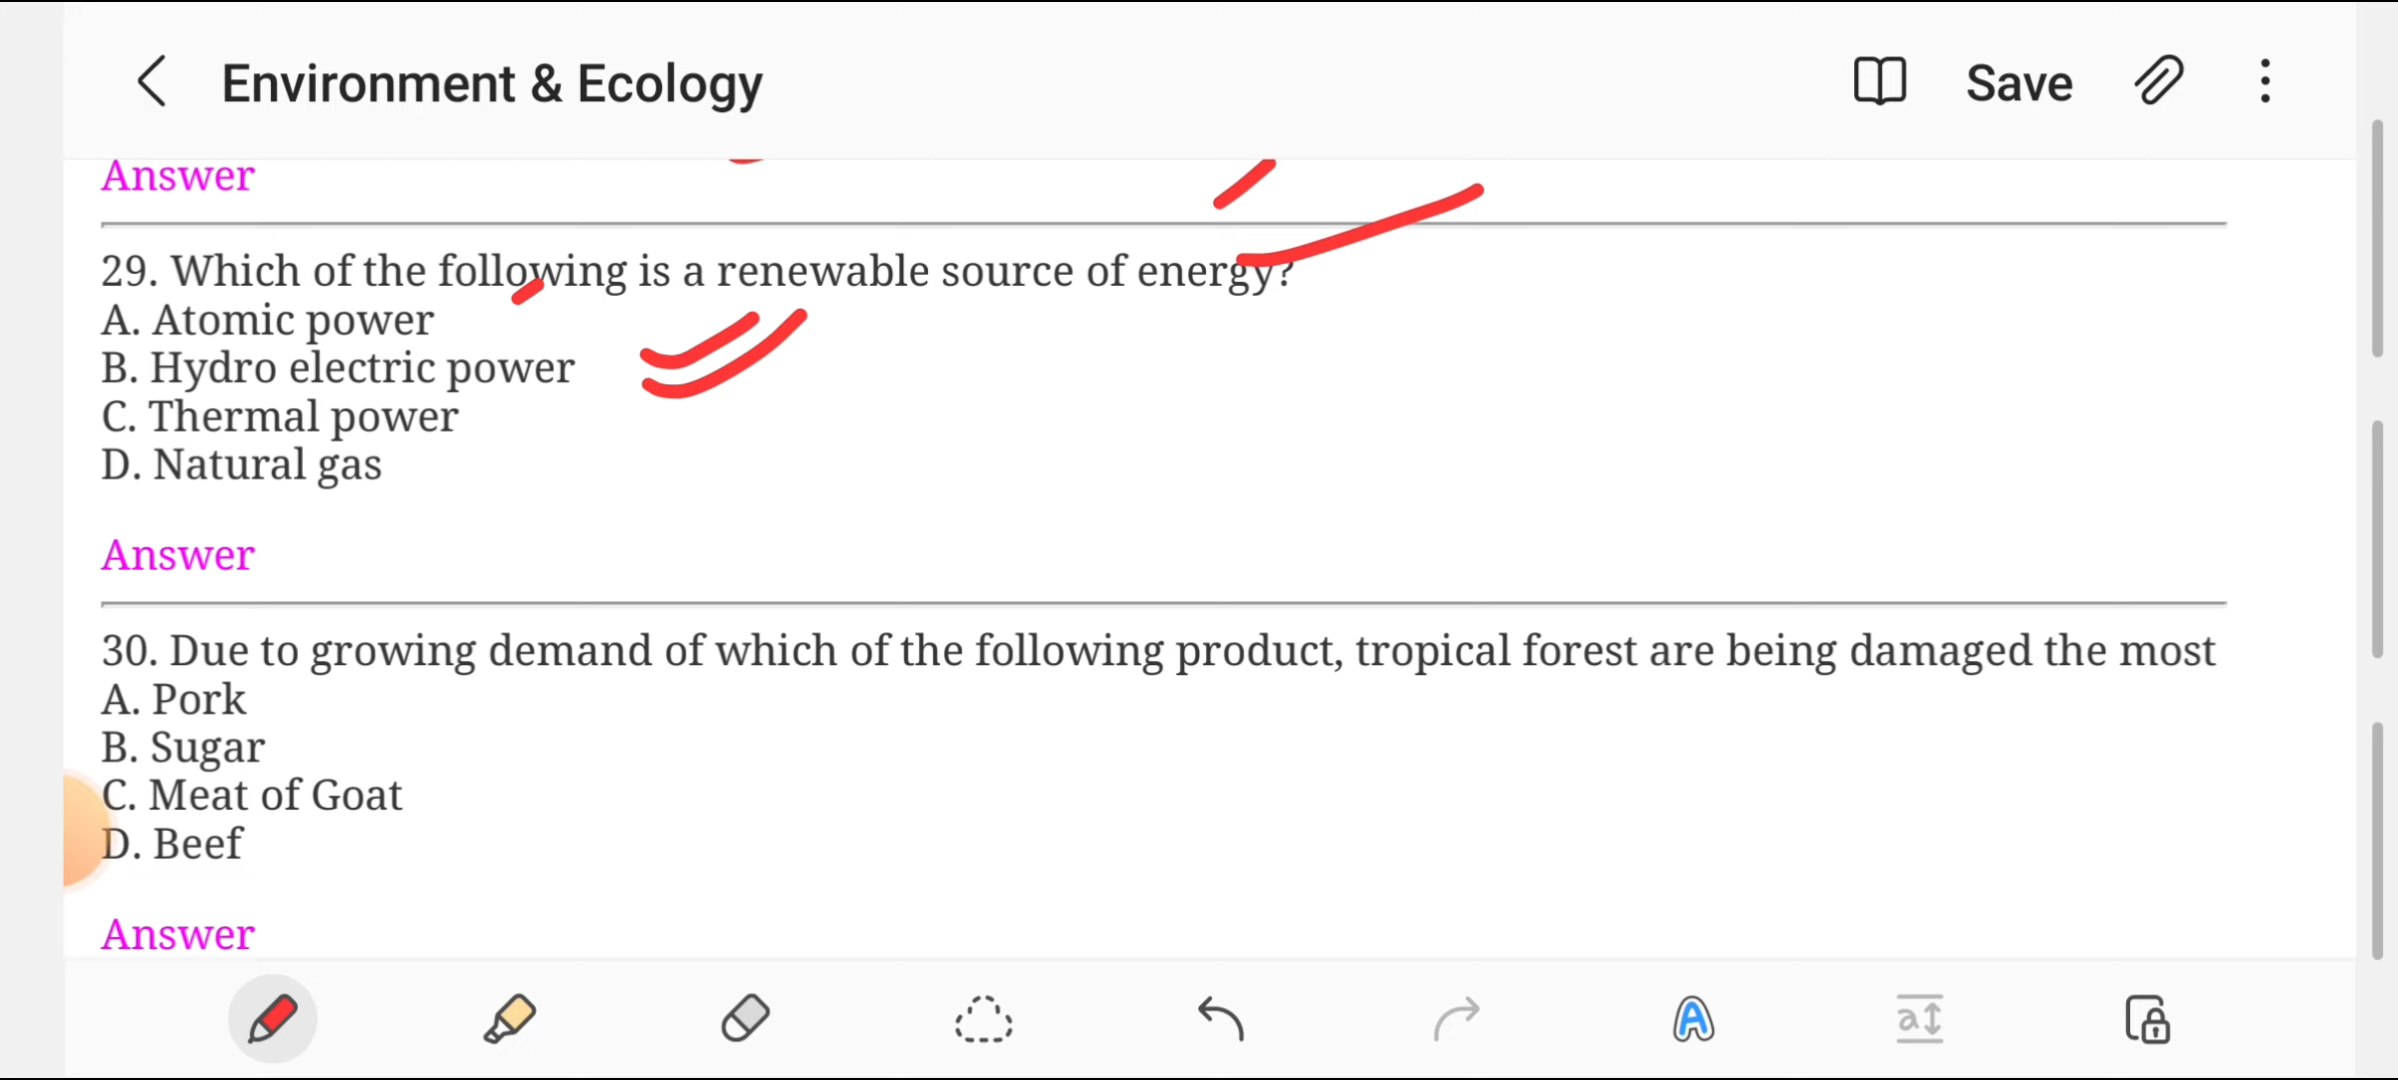 Environment & Ecology
Save
Answer
29. Which of the following is a renewable source of energy?
A. Atomic power
B. Hydro electric power
C. Thermal power
D. Natural gas
Answer
30. Due to growing demand of which of the following product, tropical forest are being damaged the most
A. Pork
B. Sugar
C. Meat of Goat
D. Beef
Answer